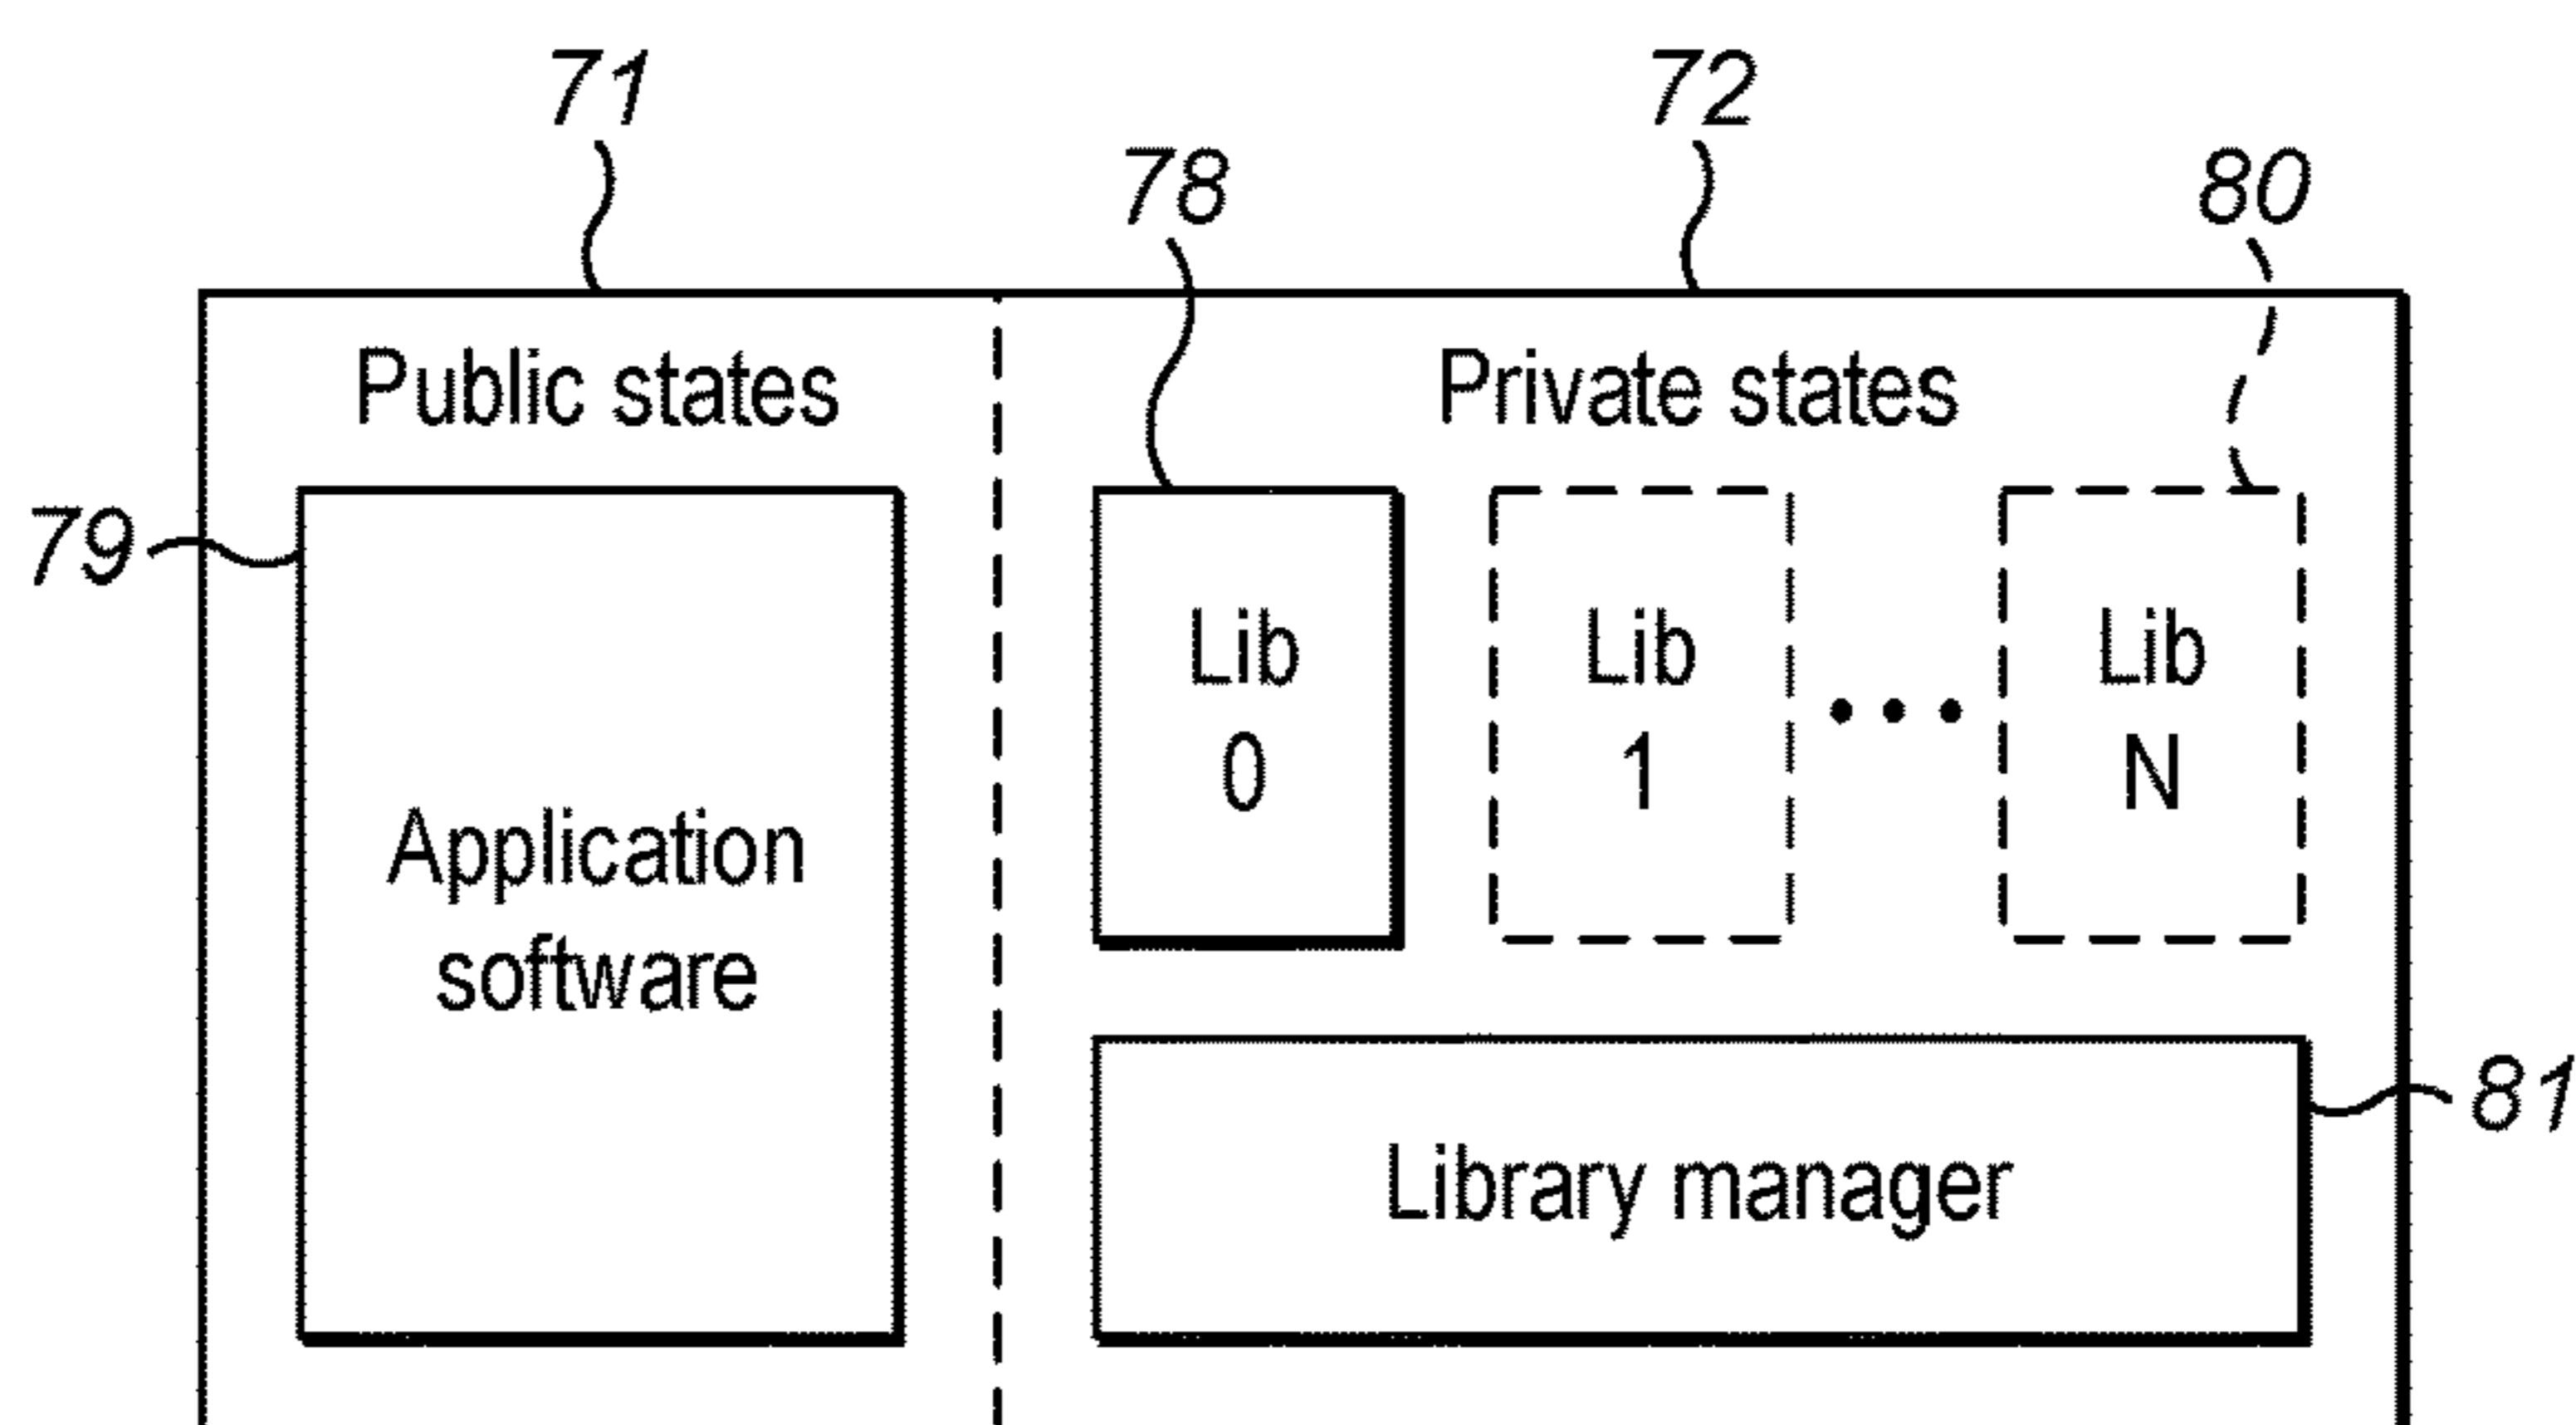 71
72
78
80
Public states
Private states
79
Lib
0
Lib
1
Lib
N
Application
software
81
Library manager